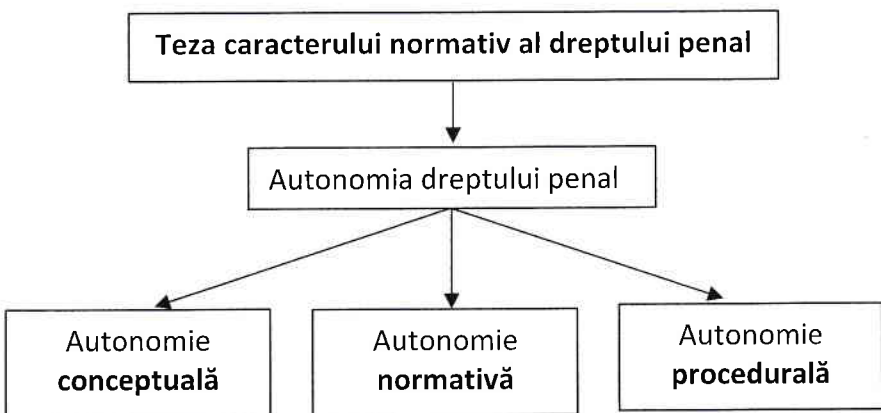 Teza caracterului normativ al dreptului penal
Autonomia dreptului penal
Autonomie
conceptuală
Autonomie
normativă
Autonomie
procedurală